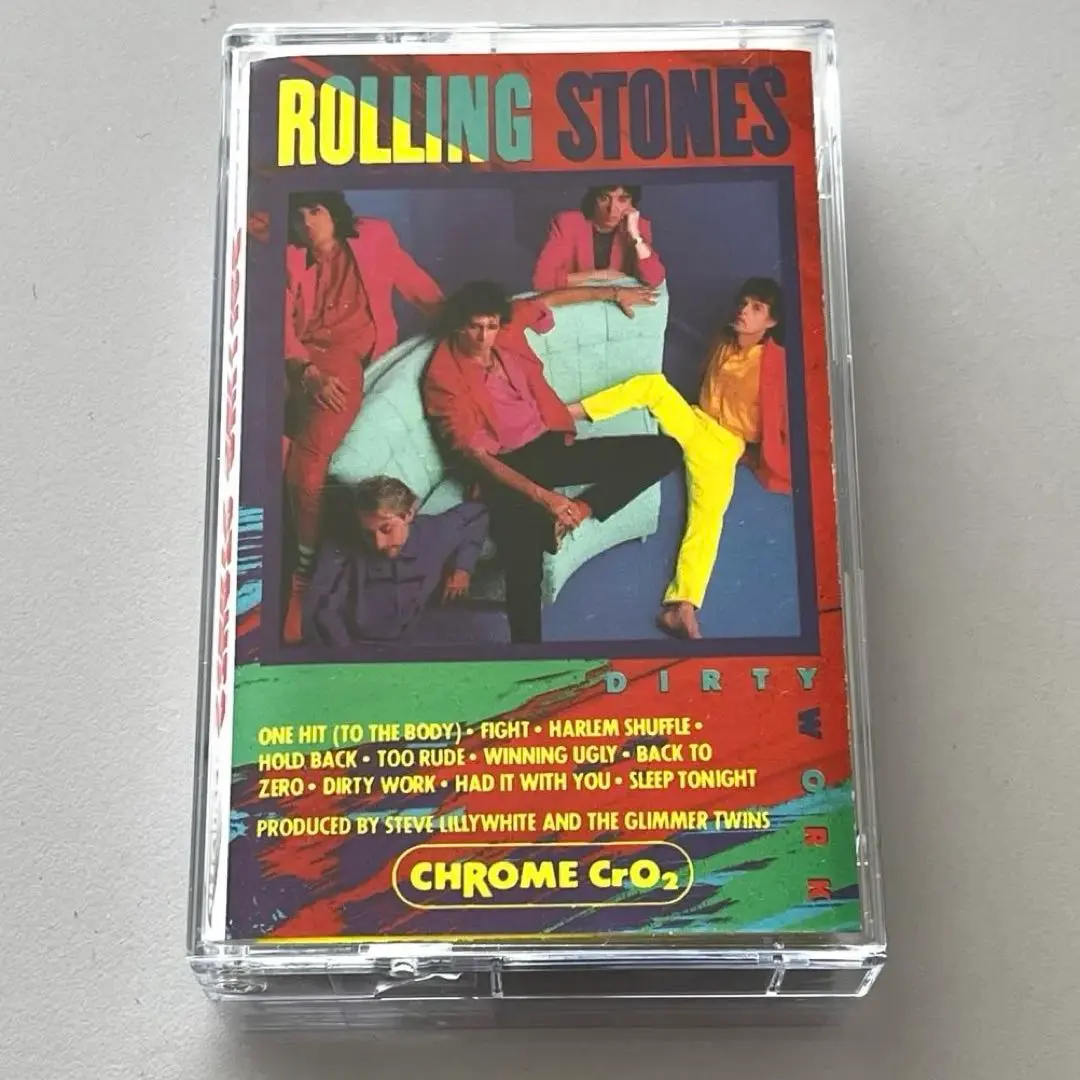 ROLLING STONES
DIRTY
WORK
ONE HIT (TO THE BODY) • FIGHT • HARLEM SHUFFLE •
HOLD BACK • TOO RUDE • WINNING UGLY • BACK TO
ZERO • DIRTY WORK • HAD IT WITH YOU • SLEEP TONIGHT
PRODUCED BY STEVE LILLYWHITE AND THE GLIMMER TWINS
CHROME CrO₂